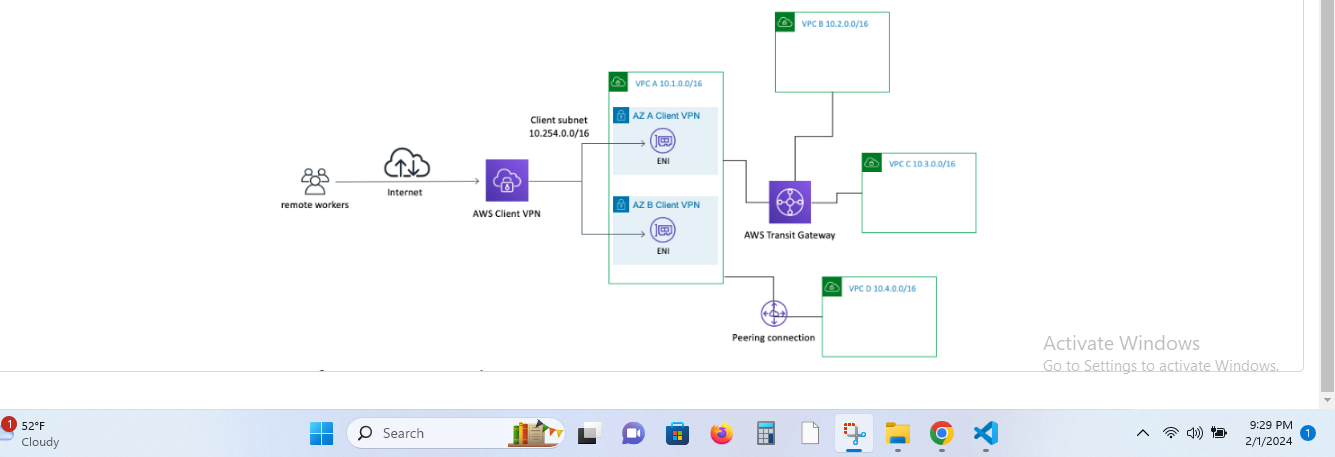 VPC B 10.2.0.0/16
VPC A 10.1.0.0/16
Client subnet
10.254.0.0/16
AZ A Client VPN
ENI
VPC C 10.3.0.0/16
remote workers
Internet
AWS Client VPN
AZ B Client VPN
ENI
AWS Transit Gateway
VPC D 10.4.0.0/16
Peering connection
Activate Windows
Go to Settings to activate Windows.
1
52°F
Cloudy
Search
9:29 PM
2/1/2024
1